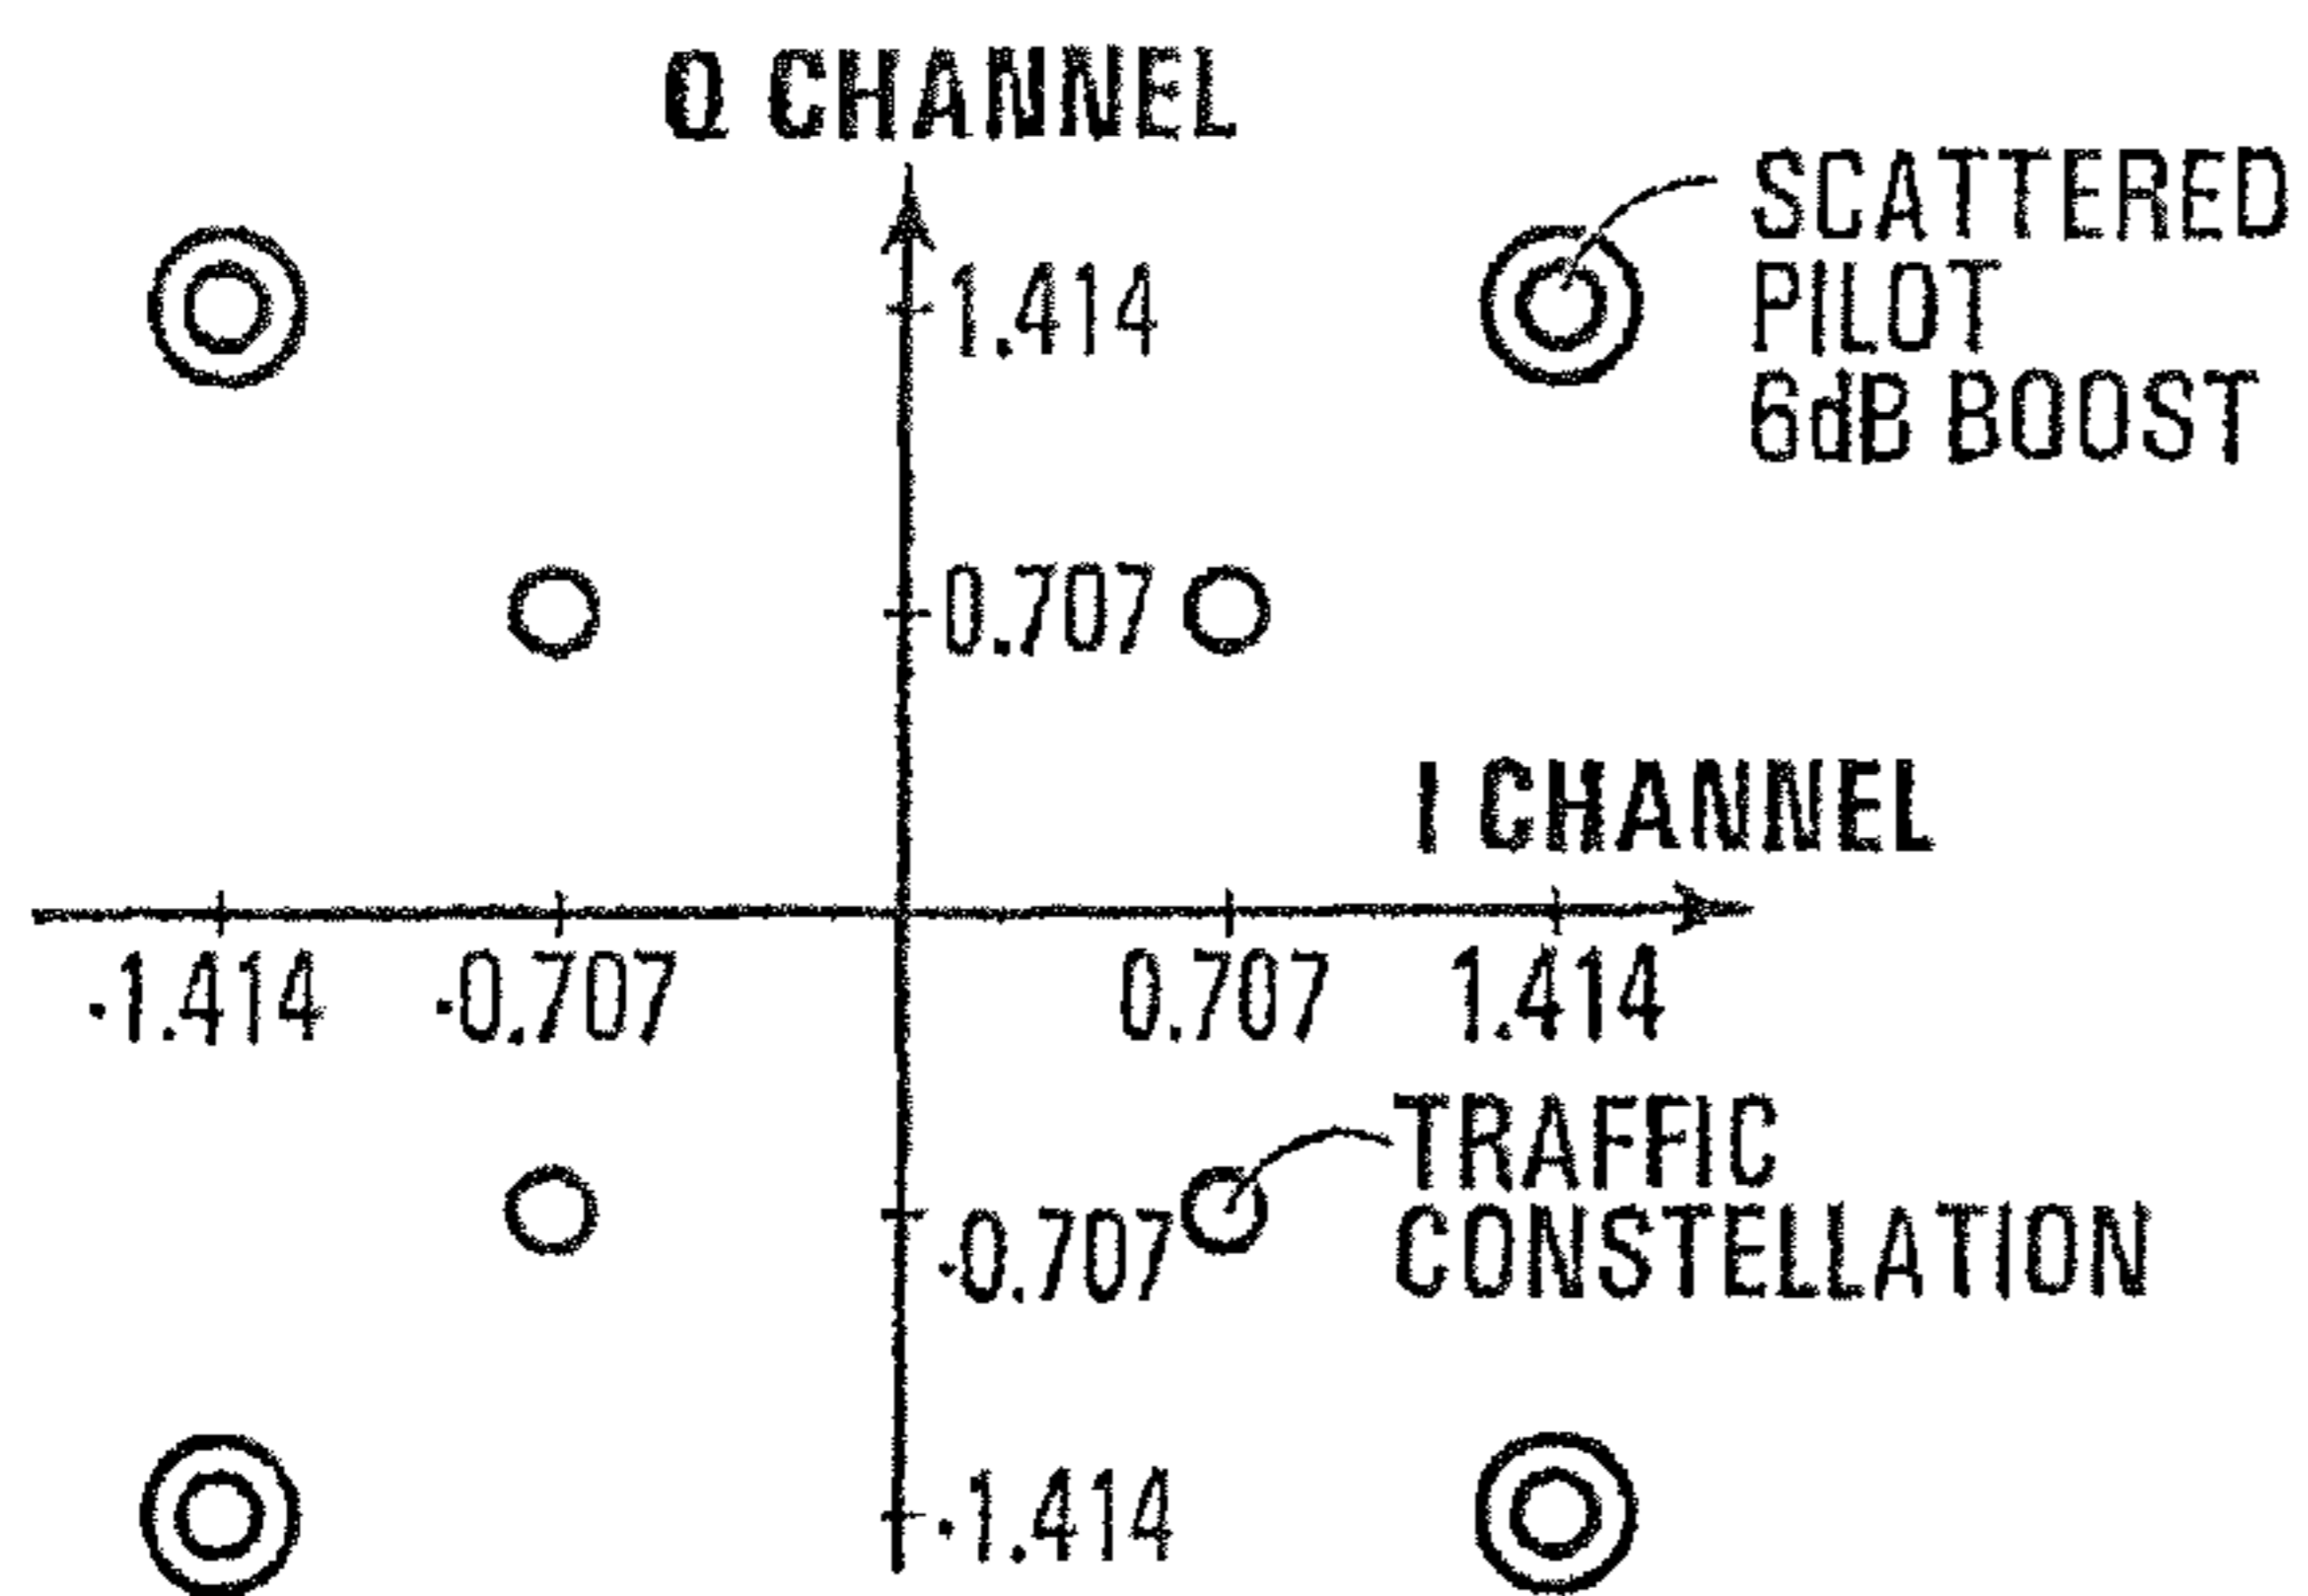 Q CHANNEL
SCATTERED
PILOT
6dB BOOST
1.414
0.707
I CHANNEL
-1.414
-0.707
0.707
1.414
TRAFFIC
CONSTELLATION
-0.707
-1.414